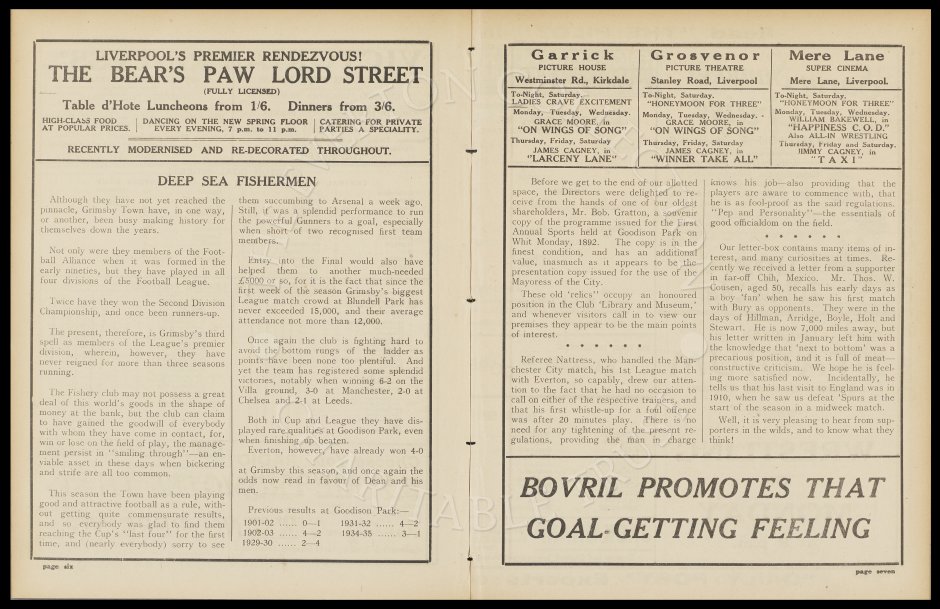 LIVERPOOL'S PREMIER RENDEZVOUS!
THE BEAR'S PAW LORD STREET
(FULLY LICENSED)
Table d'Hote Luncheons from 1/6. Dinners from 3/6.
HIGH-CLASS FOOD
AT POPULAR PRICES.
DANCING ON THE NEW SPRING FLOOR
EVERY EVENING, 7 p.m. to 11 p.m.
CATERING FOR PRIVATE
PARTIES A SPECIALITY.
RECENTLY MODERNISED AND RE-DECORATED THROUGHOUT.
DEEP SEA FISHERMEN
Although they have not yet reached the
pinnacle, Grimsby Town have, in one way,
or another, been busy making history for
themselves down the years.
Not only were they members of the Foot-
ball Alliance when it was formed in the
early nineties, but they have played in all
four divisions of the Football League.
Twice have they won the Second Division
Championship, and once been runners-up.
The present, therefore, is Grimsby's third
spell as members of the League's premier
division, wherein, however, they have
never reigned for more than three seasons
running.
The Fishery club may not possess a great
deal of this world's goods in the shape of
money at the bank, but the club can claim
to have gained the goodwill of everybody
with whom they have come in contact, for,
win or lose on the field of play, the manage-
ment persist in "smiling through"—an en-
viable asset in these days when bickering
and strife are all too common.
This season the Town have been playing
good and attractive football as a rule, with-
out getting quite commensurate results,
and so everybody was glad to find them
reaching the Cup's "last four" for the first
time, and (nearly everybody) sorry to see
them succumbing to Arsenal a week ago.
Still, it was a splendid performance to run
the powerful Gunners to a goal, especially
when short of two recognised first team
members.
Entry into the Final would also have
helped them to another much-needed
£5000 or so, for it is the fact that since the
first week of the season Grimsby's biggest
League match crowd at Blundell Park has
never exceeded 15,000, and their average
attendance not more than 12,000.
Once again the club is fighting hard to
avoid the bottom rungs of the ladder as
points have been none too plentiful. And
yet the team has registered some splendid
victories, notably when winning 6-2 on the
Villa ground, 3-0 at Manchester, 2-0 at
Chelsea and 2-1 at Leeds.
Both in Cup and League they have dis-
played rare qualities at Goodison Park, even
when finishing up beaten.
Everton, however, have already won 4-0
at Grimsby this season, and once again the
odds now read in favour of Dean and his
men.
Previous results at Goodison Park:—
1901-02 ...... 0—1 1931-32 ...... 4—2
1902-03 ...... 4—2 1934-35 ...... 3—1
1929-30 ...... 2—4
page six
Garrick
PICTURE HOUSE
Westminster Rd., Kirkdale
To-Night, Saturday.
LADIES CRAVE EXCITEMENT
Monday, Tuesday, Wednesday.
GRACE MOORE, in
"ON WINGS OF SONG"
Thursday, Friday, Saturday
JAMES CAGNEY, in
"LARCENY LANE"
Grosvenor
PICTURE THEATRE
Stanley Road, Liverpool
To-Night, Saturday.
"HONEYMOON FOR THREE"
Monday, Tuesday, Wednesday.
GRACE MOORE, in
"ON WINGS OF SONG"
Thursday, Friday, Saturday
JAMES CAGNEY, in
"WINNER TAKE ALL"
Mere Lane
SUPER CINEMA
Mere Lane, Liverpool.
To-Night, Saturday.
"HONEYMOON FOR THREE"
Monday, Tuesday, Wednesday.
WILLIAM BAKEWELL, in
"HAPPINESS C.O.D."
Also ALL-IN WRESTLING
Thursday, Friday and Saturday.
JIMMY CAGNEY, in
"TAXI"
Before we get to the end of our allotted
space, the Directors were delighted to re-
ceive from the hands of one of our oldest
shareholders, Mr. Bob. Gratton, a souvenir
copy of the programme issued for the First
Annual Sports held at Goodison Park on
Whit Monday, 1892. The copy is in the
finest condition, and has an additional
value, inasmuch as it appears to be the
presentation copy issued for the use of the
Mayoress of the City.
These old 'relics" occupy an honoured
position in the Club 'Library and Museum,'
and whenever visitors call in to view our
premises they appear to be the main points
of interest.
* * * * * *
Referee Nattress, who handled the Man-
chester City match, his 1st League match
with Everton, so capably, drew our atten-
tion to the fact that he had no occasion to
call on either of the respective trainers, and
that his first whistle-up for a foul offence
was after 20 minutes play. There is no
need for any tightening of the present re-
gulations, providing the man in charge
knows his job—also providing that the
players are aware to commence with, that
he is as fool-proof as the said regulations.
"Pep and Personality"—the essentials of
good officialdom on the field.
* * * * * *
Our letter-box contains many items of in-
terest, and many curiosities at times. Re-
cently we received a letter from a supporter
in far-off Chih, Mexico. Mr. Thos. W.
Cousen, aged 50, recalls his early days as
a boy 'fan' when he saw his first match
with Bury as opponents. They were in the
days of Hillman, Arridge, Boyle, Holt and
Stewart. He is now 7,000 miles away, but
his letter written in January left him with
the knowledge that 'next to bottom' was a
precarious position, and it is full of meat—
constructive criticism. We hope he is feel-
ing more satisfied now. Incidentally, he
tells us that his last visit to England was in
1910, when he saw us defeat 'Spurs at the
start of the season in a midweek match.
Well, it is very pleasing to hear from sup-
porters in the wilds, and to know what they
think!
BOVRIL PROMOTES THAT
GOAL-GETTING FEELING
page seven